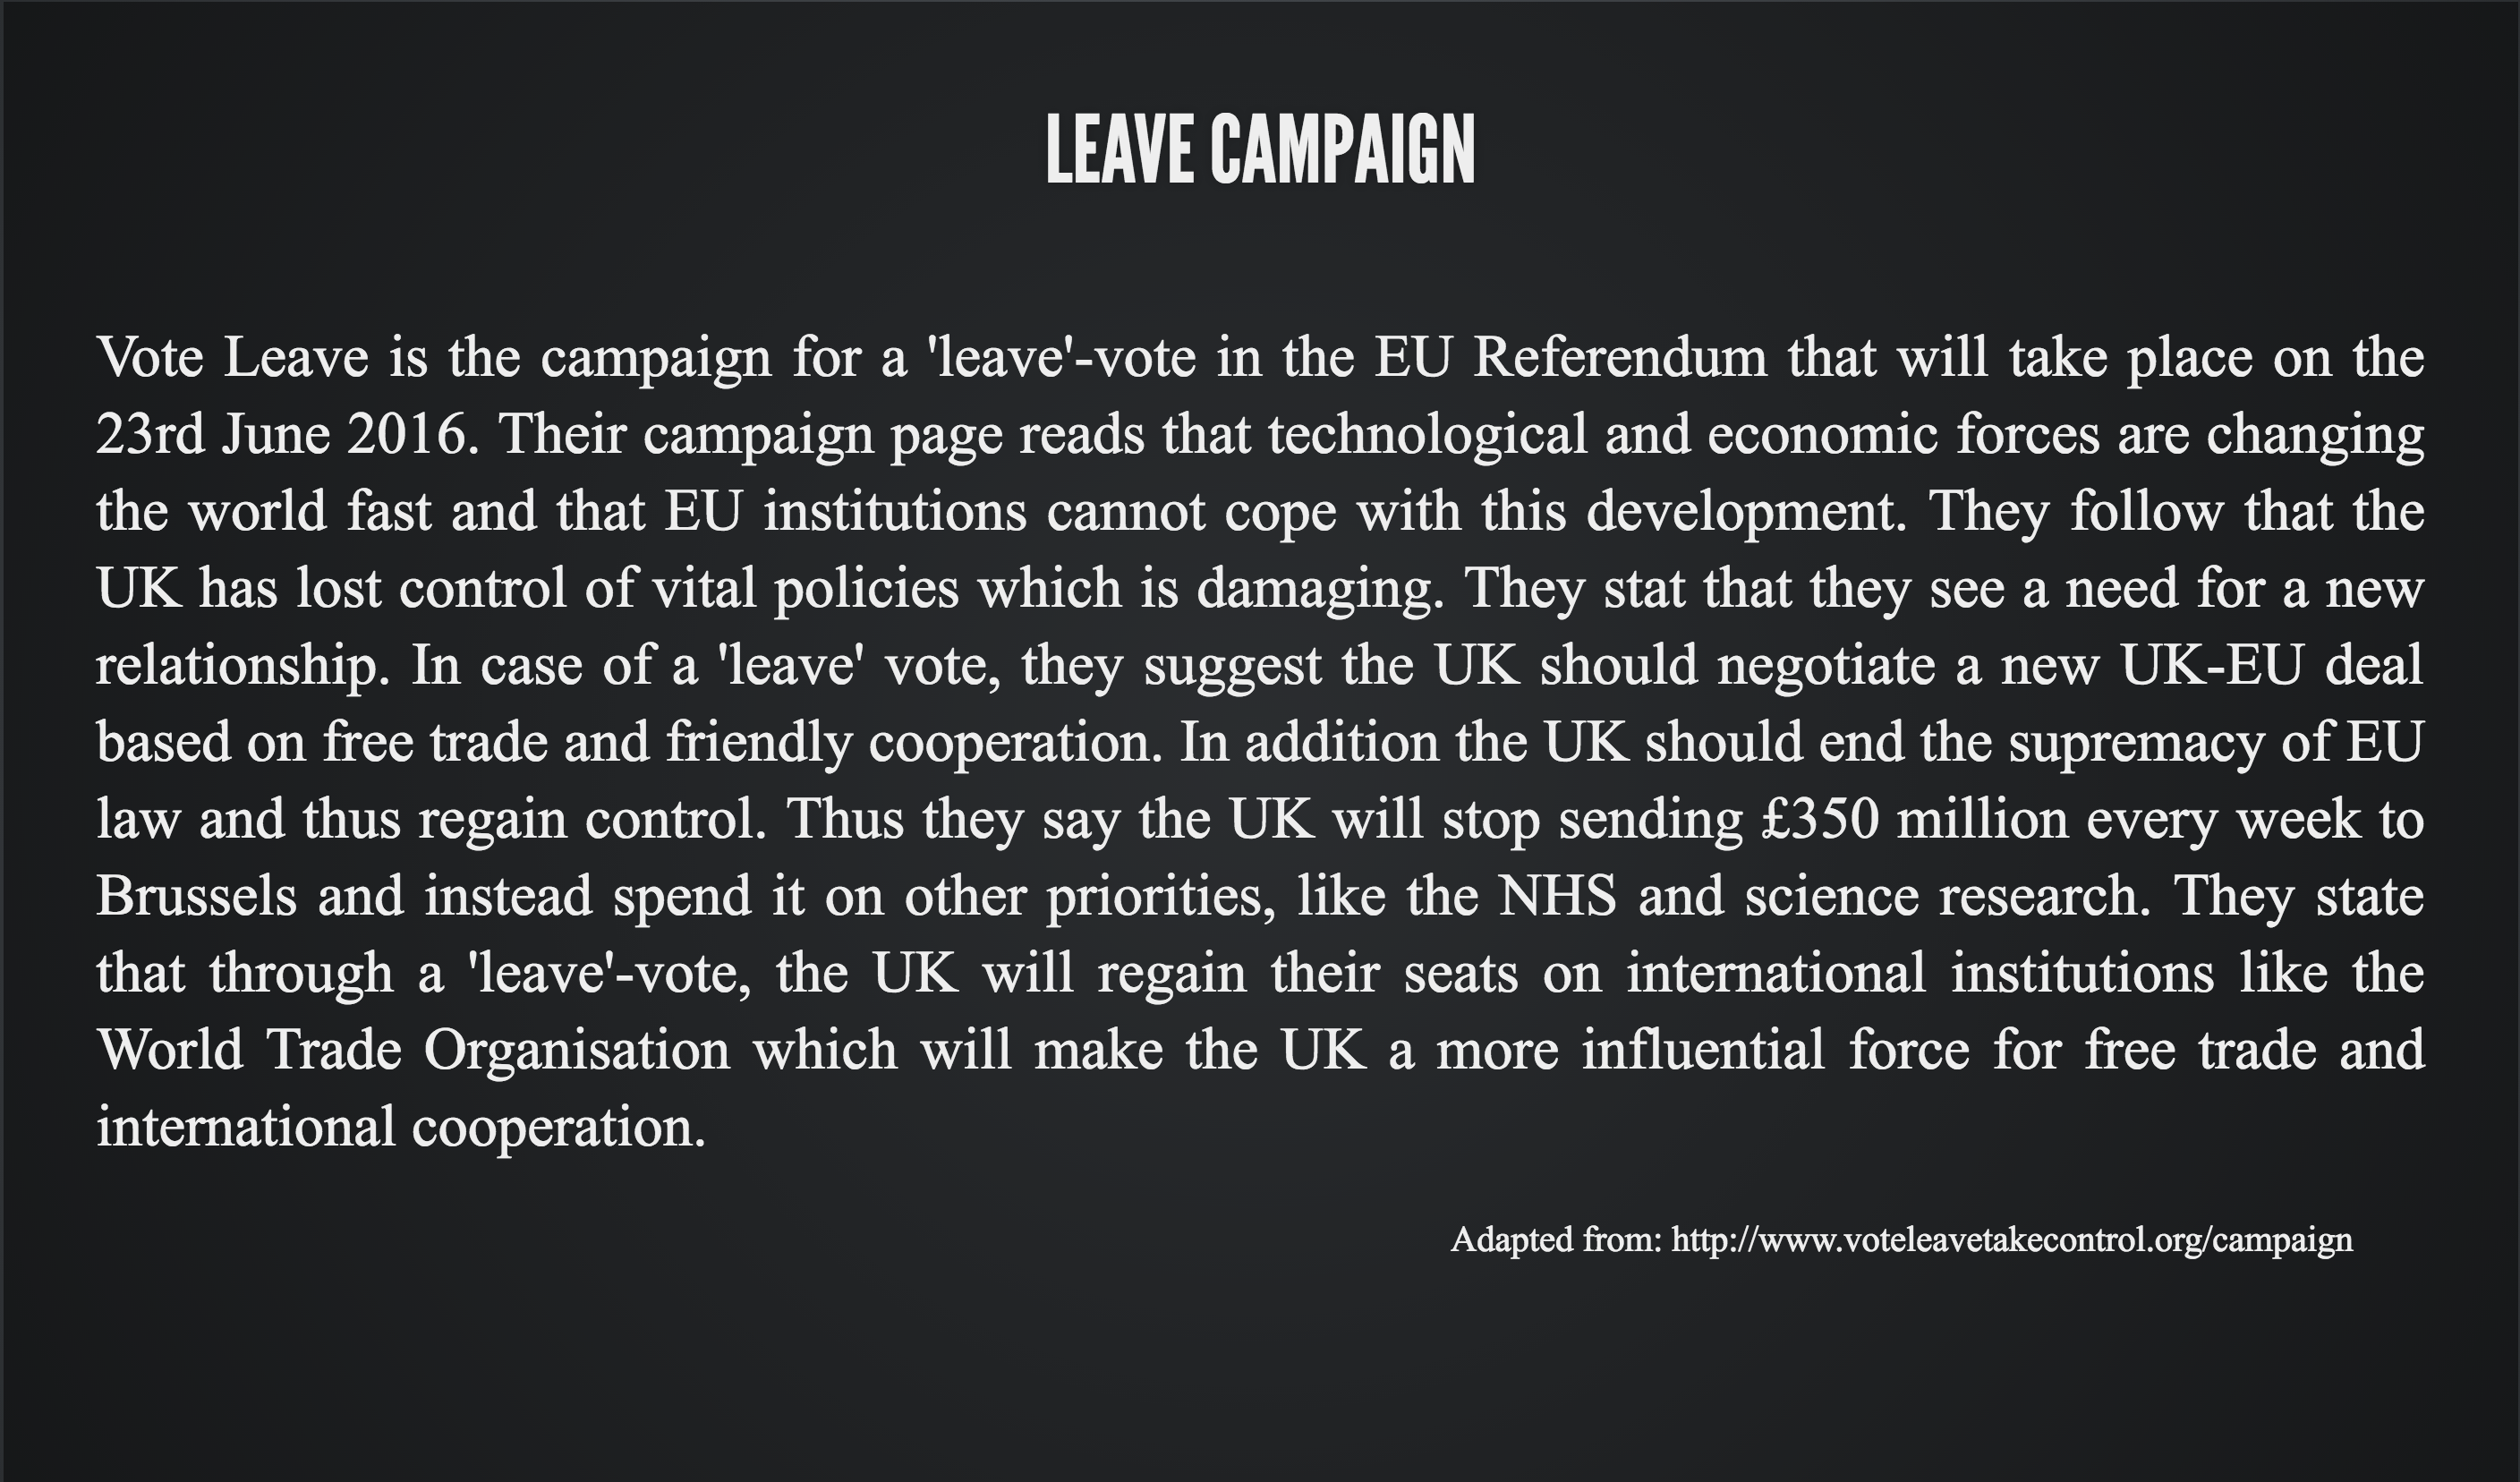 LEAVE CAMPAIGN
Vote Leave is the campaign for a 'leave'-vote in the EU Referendum that will take place on the
23rd June 2016. Their campaign page reads that technological and economic forces are changing
the world fast and that EU institutions cannot cope with this development. They follow that the
UK has lost control of vital policies which is damaging. They stat that they see a need for a new
relationship. In case of a 'leave' vote, they suggest the UK should negotiate a new UK-EU deal
based on free trade and friendly cooperation. In addition the UK should end the supremacy of EU
law and thus regain control. Thus they say the UK will stop sending £350 million every week to
Brussels and instead spend it on other priorities, like the NHS and science research. They state
that through a 'leave'-vote, the UK will regain their seats on international institutions like the
World Trade Organisation which will make the UK a more influential force for free trade and
international cooperation.
Adapted from: http://www.voteleavetakecontrol.org/campaign